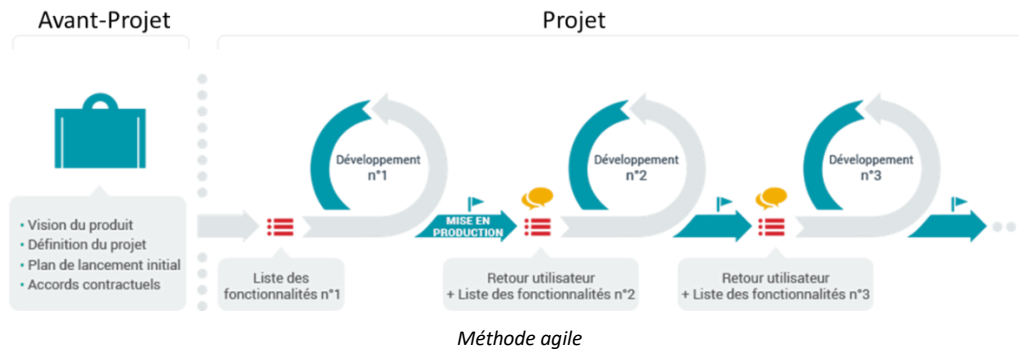 Avant-Projet
Projet
Développement
n°1
Développement
n°2
Développement
n°3
MISE EN
PRODUCTION
• Vision du produit
• Définition du projet
• Plan de lancement initial
• Accords contractuels
Liste des
fonctionnalités n°1
Retour utilisateur
+ Liste des fonctionnalités n°2
Retour utilisateur
+ Liste des fonctionnalités n°3
Méthode agile